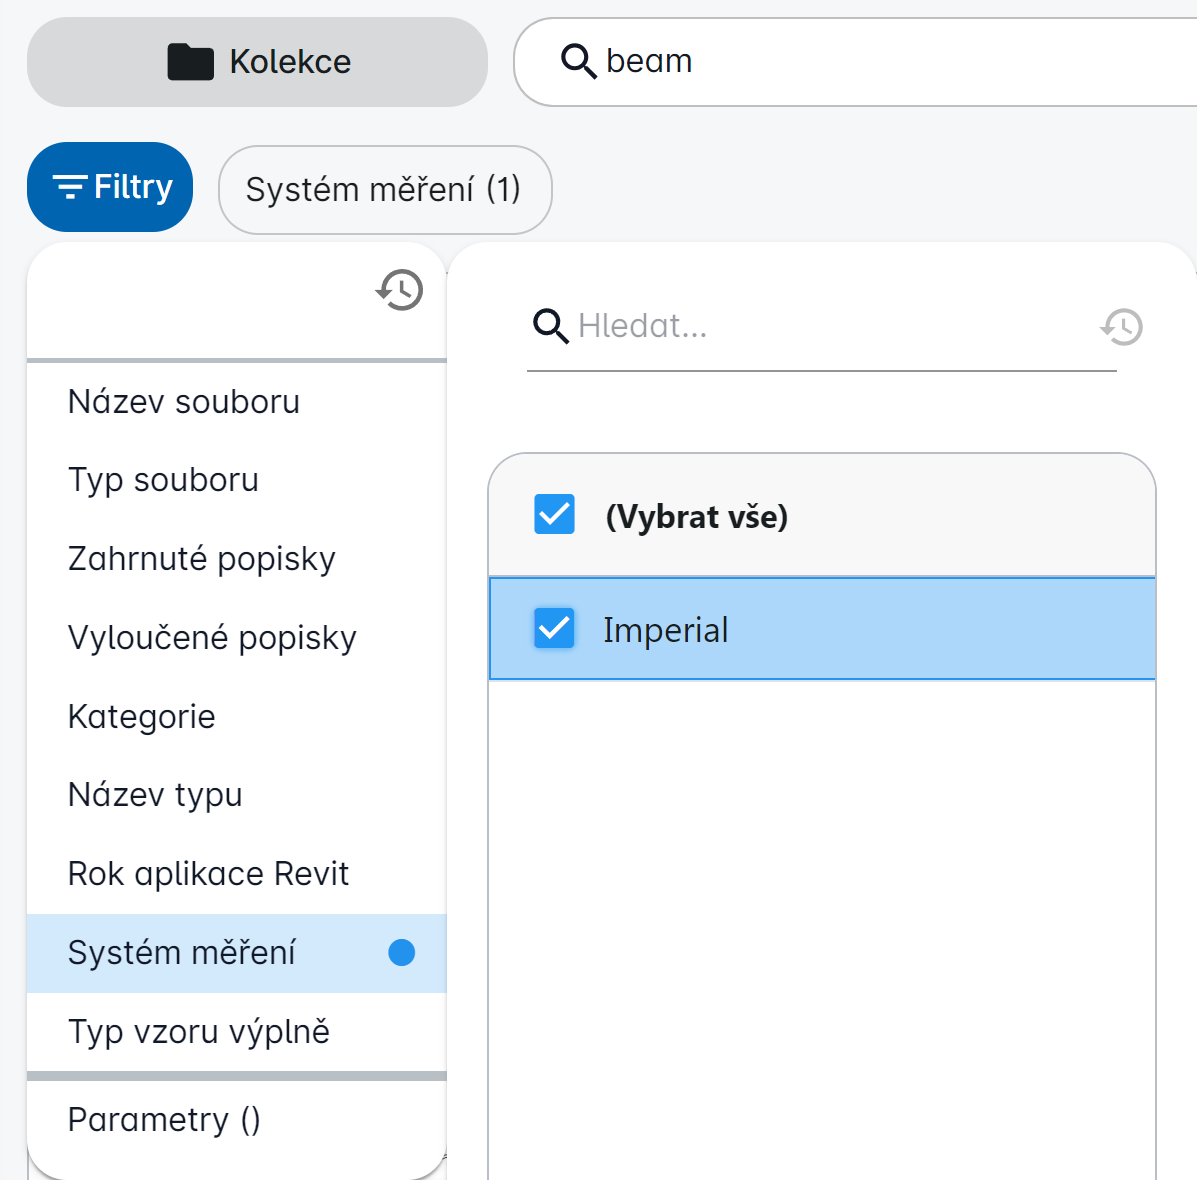 Kolekce
beam
Filtry
Systém měření (1)
Hledat...
Název souboru
Typ souboru
Zahrnuté popisky
Vyloučené popisky
Kategorie
Název typu
Rok aplikace Revit
Systém měření
Typ vzoru výplně
Parametry ()
(Vybrat vše)
Imperial